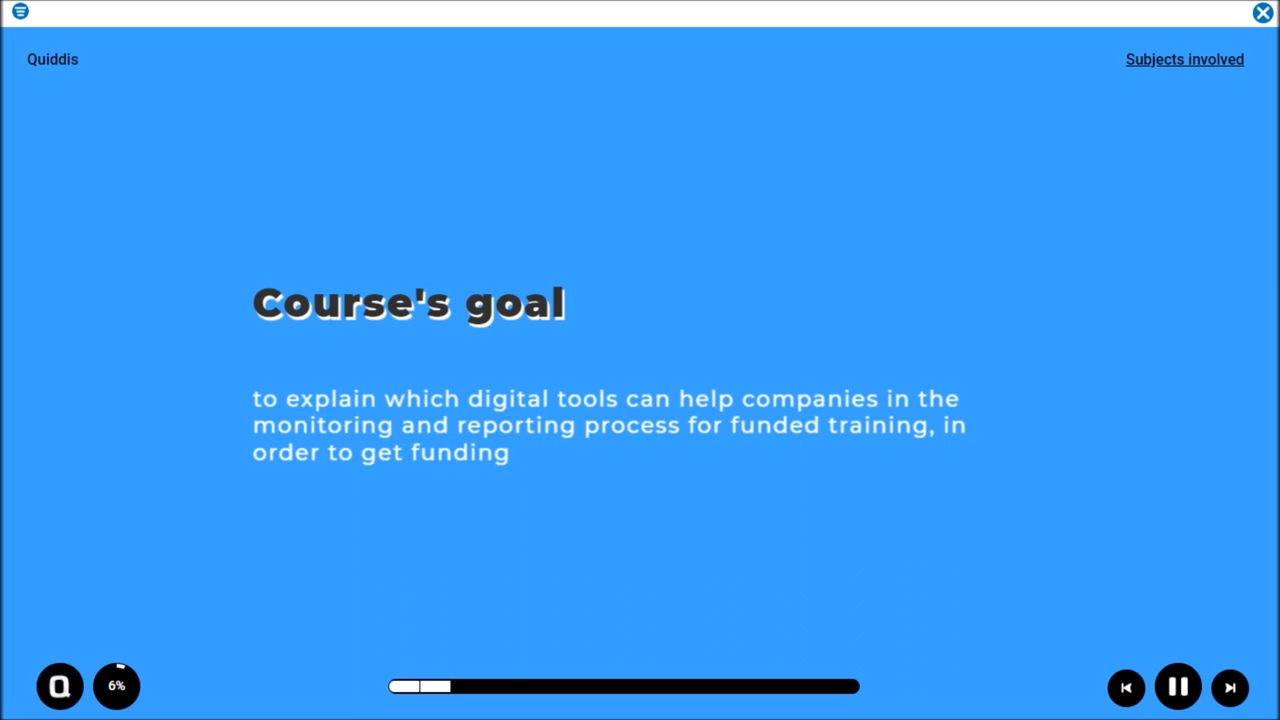 Quiddis
Subjects involved
Course's goal
to explain which digital tools can help companies in the
monitoring and reporting process for funded training, in
order to get funding
Q
6%